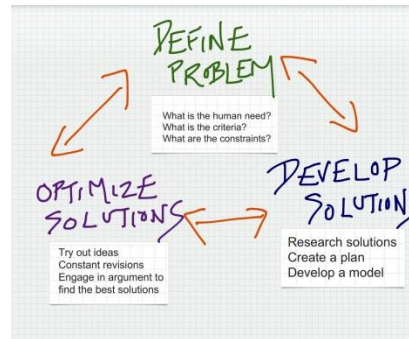 DEFINE
PROBLEM
What is the human need?
What is the criteria?
What are the constraints?
OPTIMIZE
SOLUTIONS
Try out ideas
Constant revisions
Engage in argument to
find the best solutions
DEVELOP
SOLUTION
Research solutions
Create a plan
Develop a model